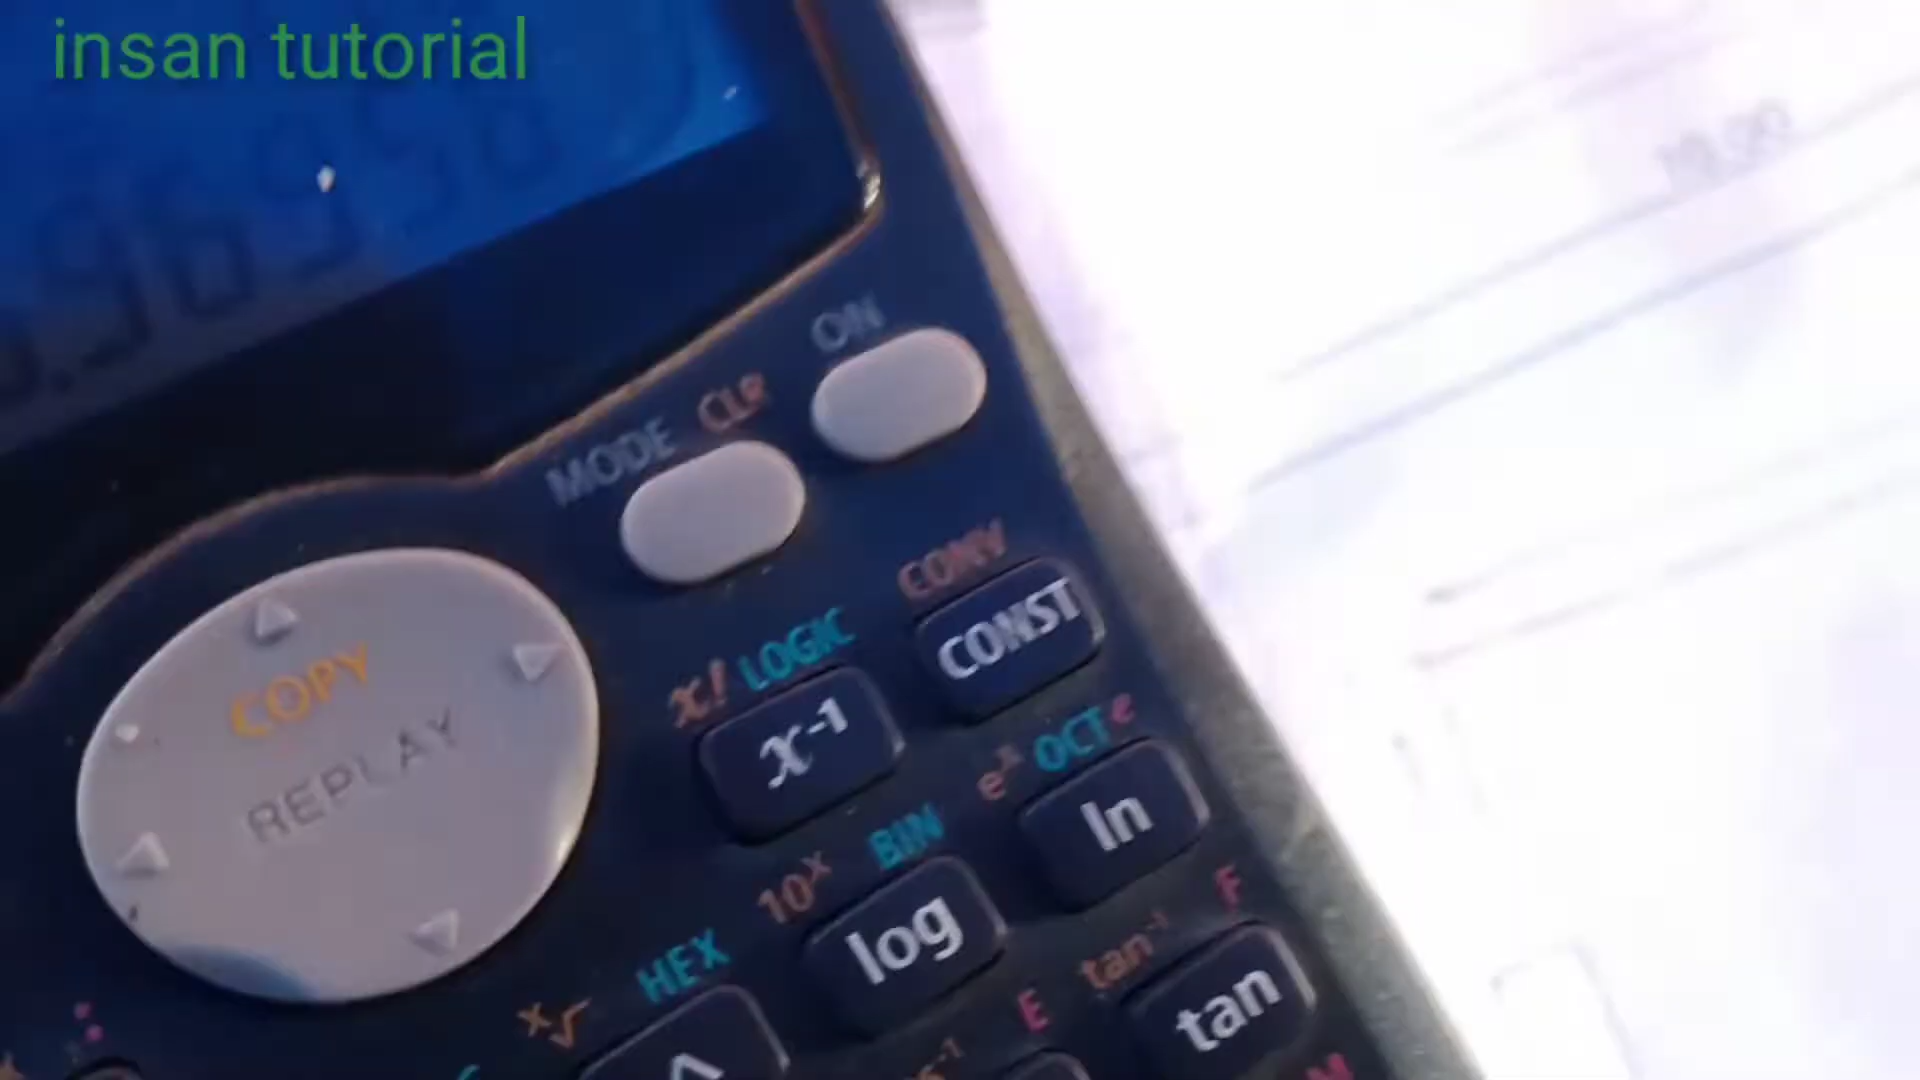 insan tutorial
ON
MODE CLR
CONV
CONST
COPY
REPLAY
x! LOGIC
x⁻¹
eˣ OCT e
ln
10ˣ BIN
log
tan⁻¹ F
tan
ˣ√ HEX
^
E
M